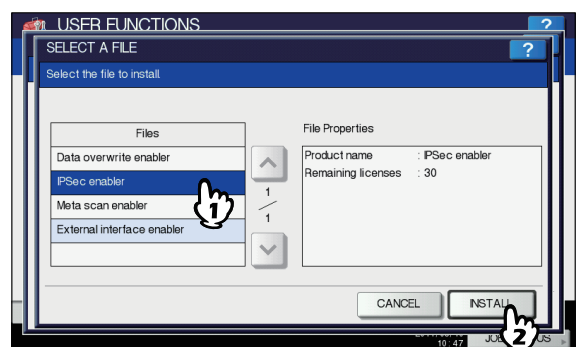 USER FUNCTIONS
?
SELECT A FILE
?
Select the file to install.
Files
Data overwrite enabler
IPSec enabler
Meta scan enabler
External interface enabler
1
1
File Properties
Product name : IPSec enabler
Remaining licenses : 30
1
CANCEL
INSTALL
2
10:47